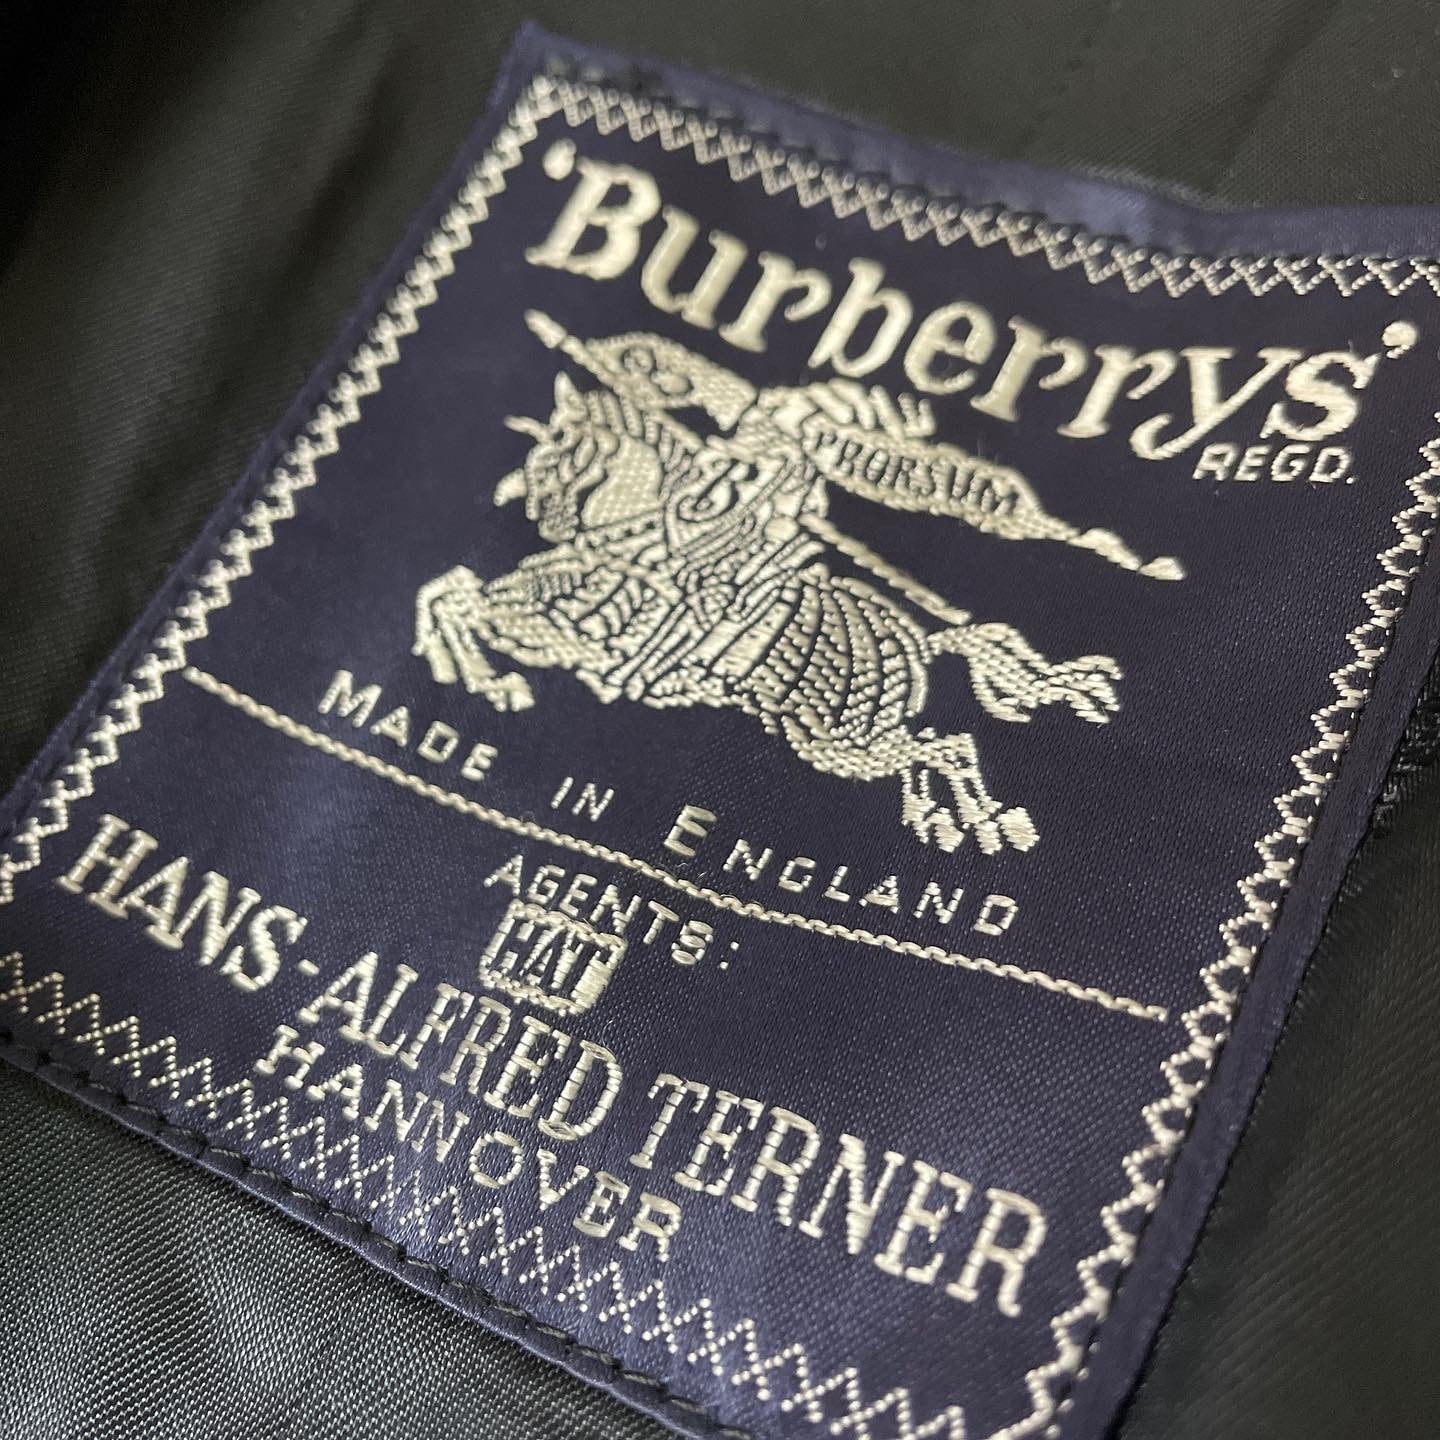 'Burberrys'
REGD.
PRORSUM
B
MADE IN ENGLAND
AGENTS:
HAT
HANS-ALFRED TERNER
HANNOVER